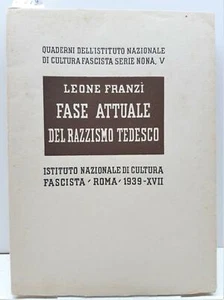 QUADERNI DELL'ISTITUTO NAZIONALE
DI CULTURA FASCISTA SERIE NONA, V
LEONE FRANZÌ
FASE ATTUALE
DEL RAZZISMO TEDESCO
ISTITUTO NAZIONALE DI CULTURA
FASCISTA - ROMA - 1939-XVII